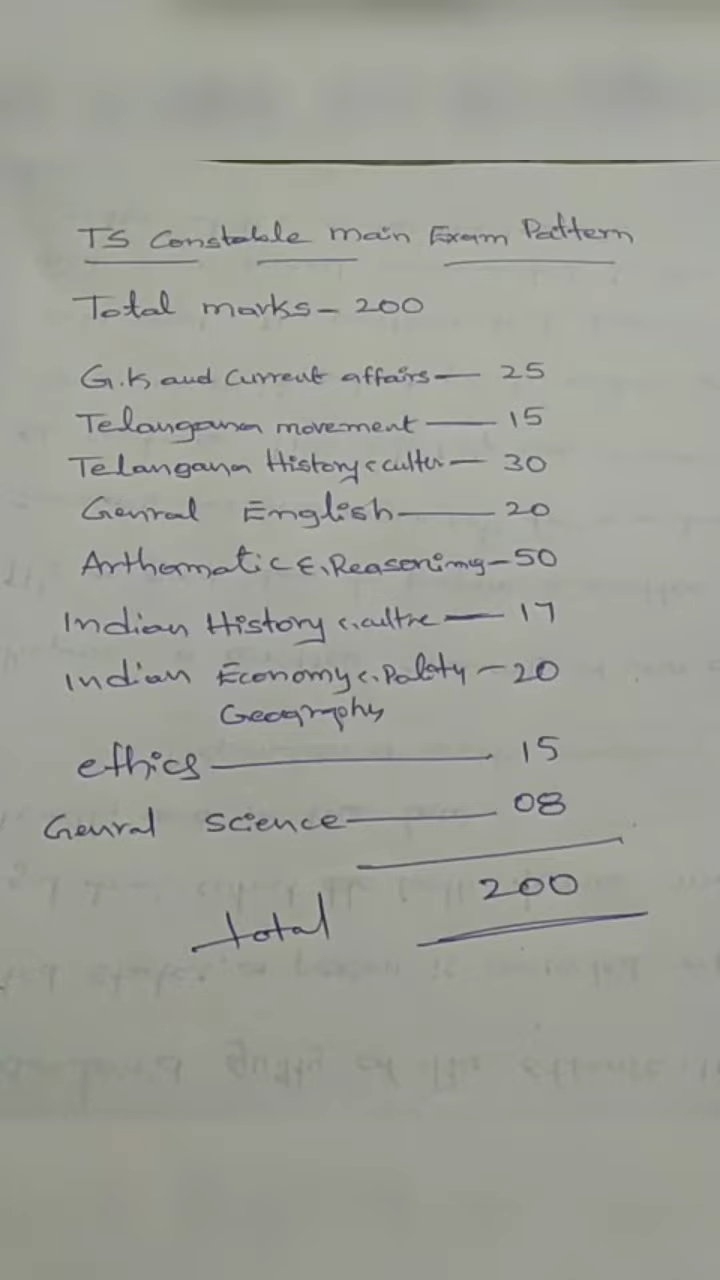 TS Constable main Exam Pattern
Total marks - 200
G.K and Current affairs — 25
Telangana movement — 15
Telangana History & cultur — 30
Genral English — 20
Arthomatic & Reasoning - 50
Indian History & cultre — 17
Indian Economy & Polity - 20
Geography
ethics — 15
Genral science — 08
total 200